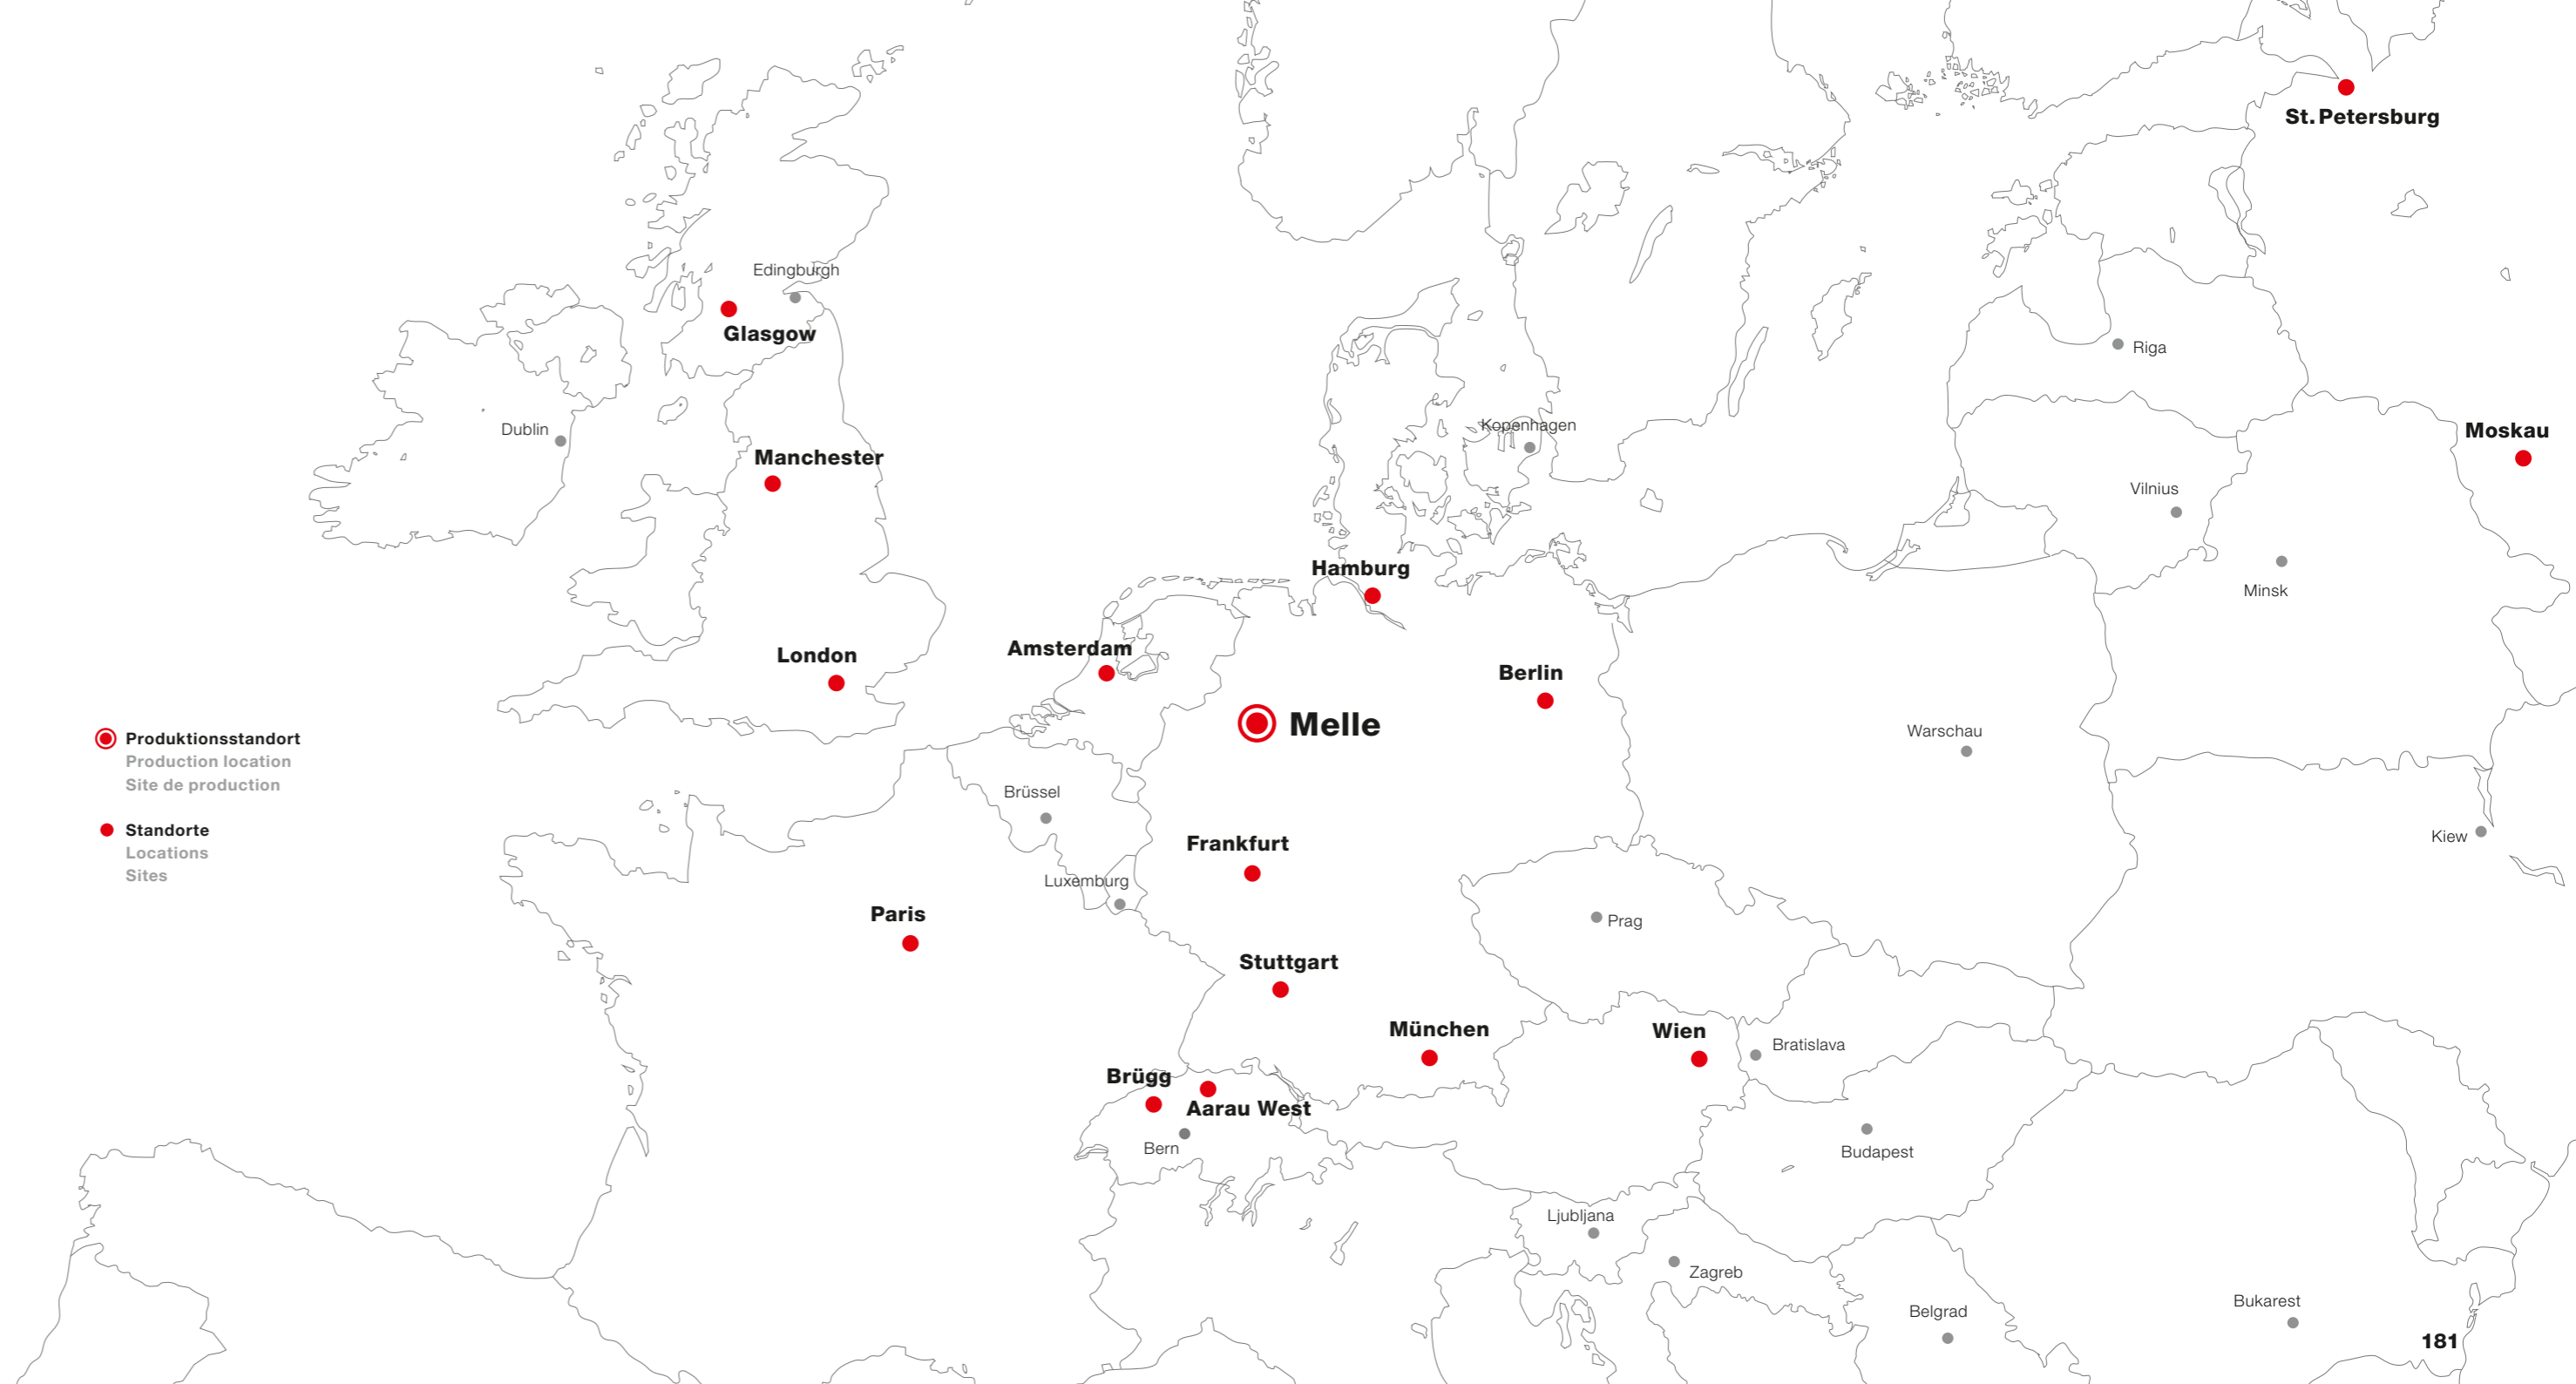 St. Petersburg
Edingburgh
Glasgow
Riga
Dublin
Kopenhagen
Moskau
Manchester
Vilnius
Hamburg
Minsk
Amsterdam
London
Berlin
Melle
Warschau
Produktionsstandort
Production location
Site de production
Brüssel
Standorte
Locations
Sites
Kiew
Frankfurt
Luxemburg
Paris
Prag
Stuttgart
München
Wien
Bratislava
Brügg
Aarau West
Bern
Budapest
Ljubljana
Zagreb
Belgrad
Bukarest
181